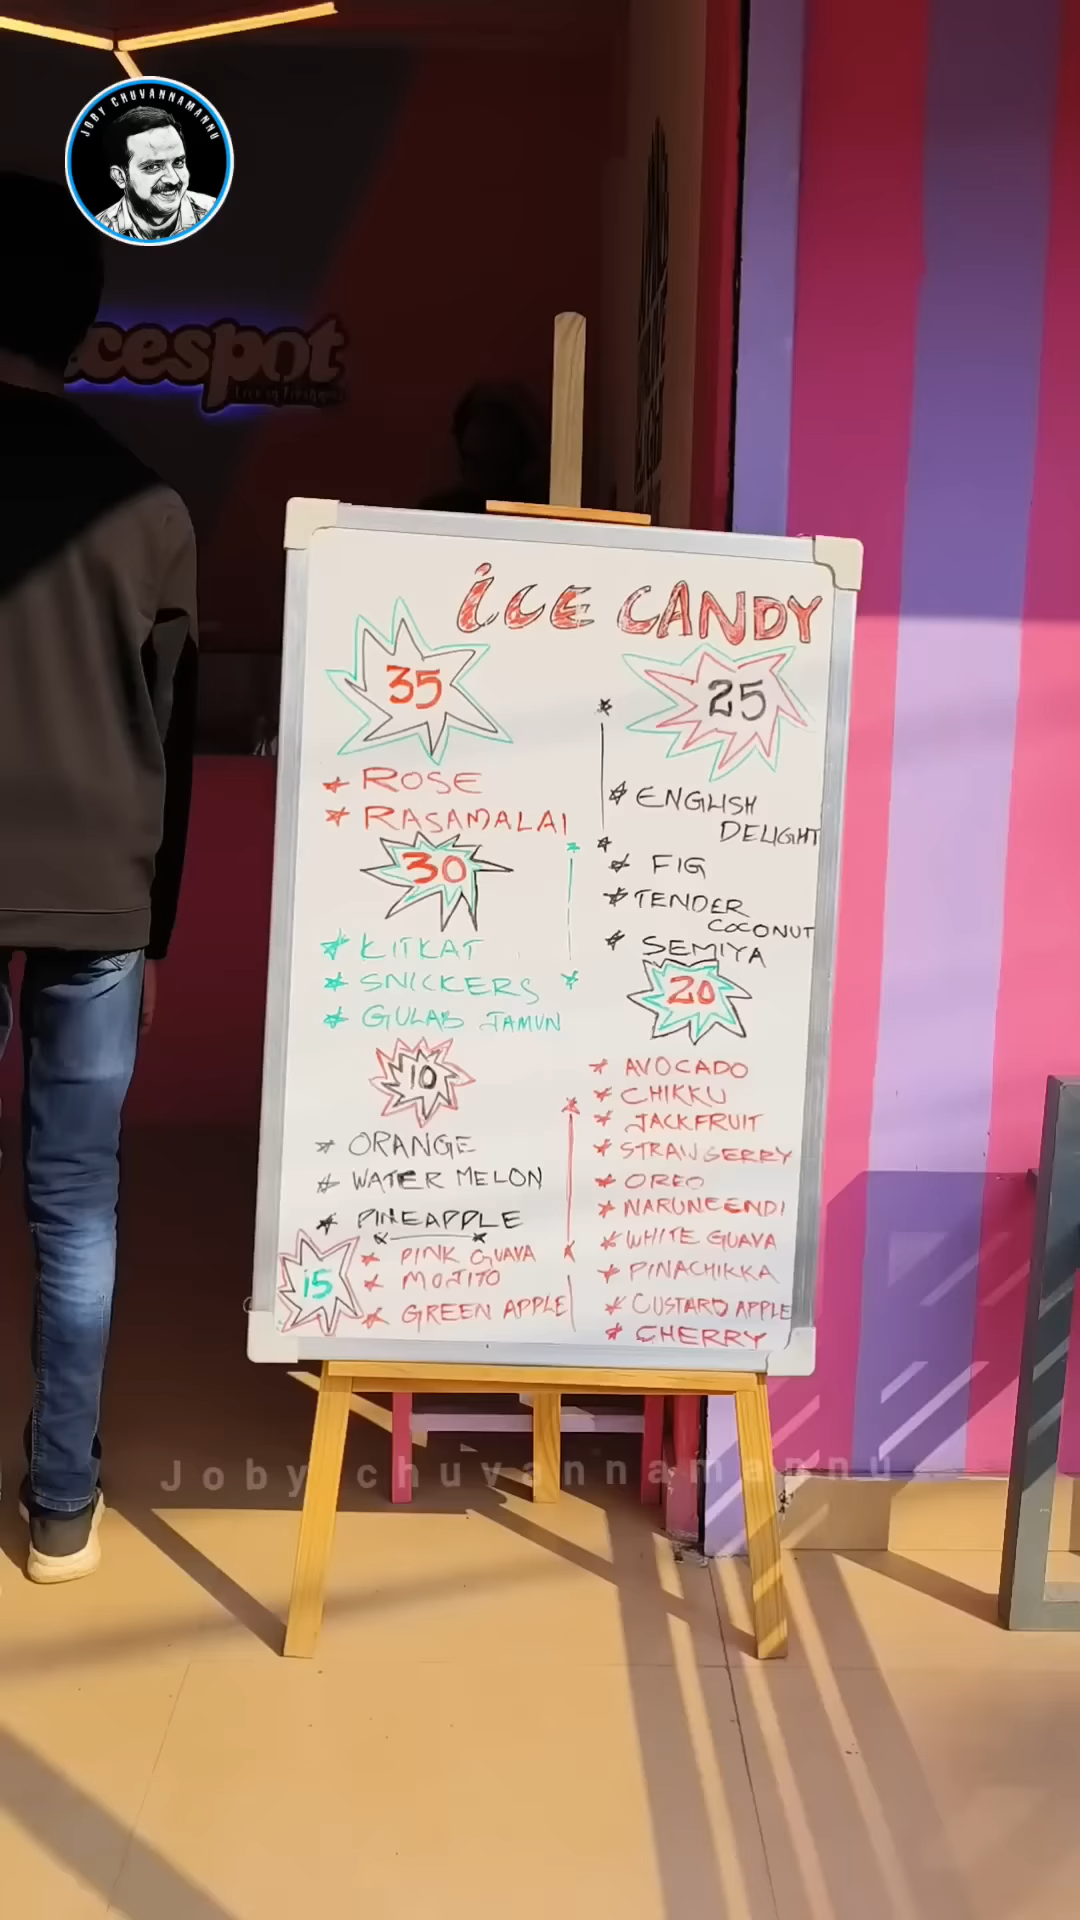 JOBY CHUVANNAMANNU
cespot
ICE CANDY
35
* ROSE
* RASAMALAI
30
* KITKAT
* SNICKERS
* GULAB JAMUN
10
* ORANGE
* WATER MELON
* PINEAPPLE
15
* PINK GUAVA
* MOJITO
* GREEN APPLE
25
* ENGLISH
DELIGHT
* FIG
* TENDER
COCONUT
* SEMIYA
20
* AVOCADO
* CHIKKU
* JACKFRUIT
* STRAWBERRY
* OREO
* NARUNEENDI
* WHITE GUAVA
* PINACHIKKA
* CUSTARD APPLE
* CHERRY
Joby chuvannamannu